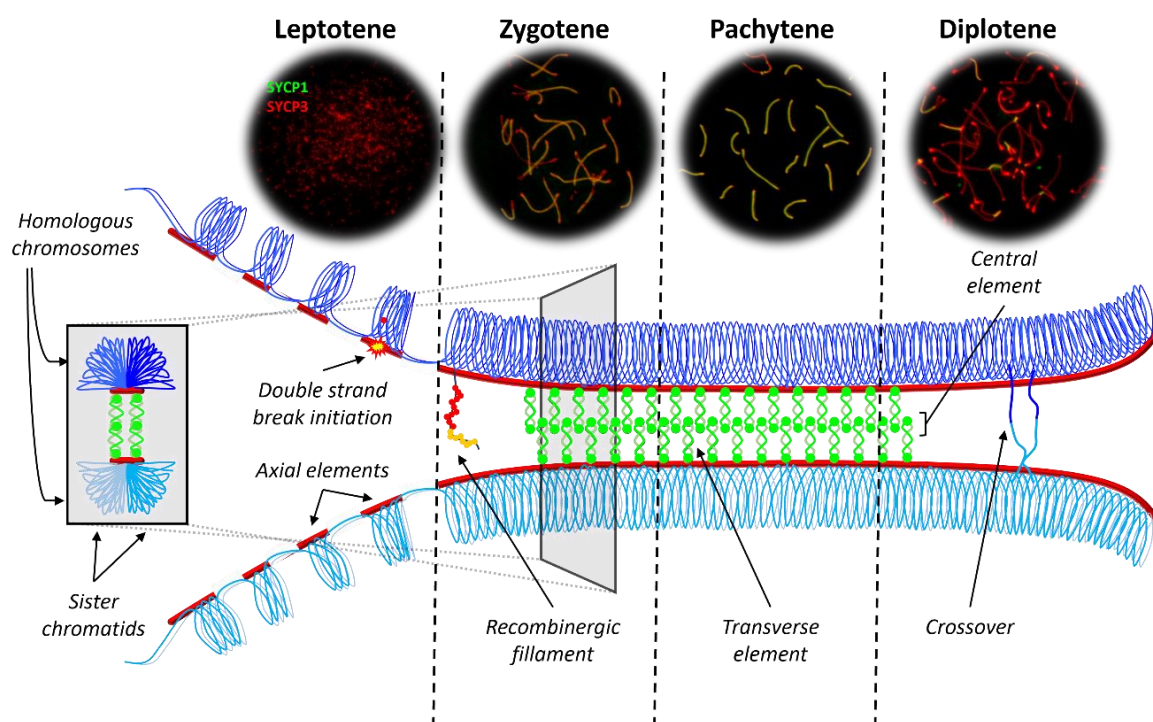 Leptotene
Zygotene
Pachytene
Diplotene
SYCP1
SYCP3
Homologous
chromosomes
Central
element
Double strand
break initiation
Axial elements
Sister
chromatids
Recombinergic
fillament
Transverse
element
Crossover